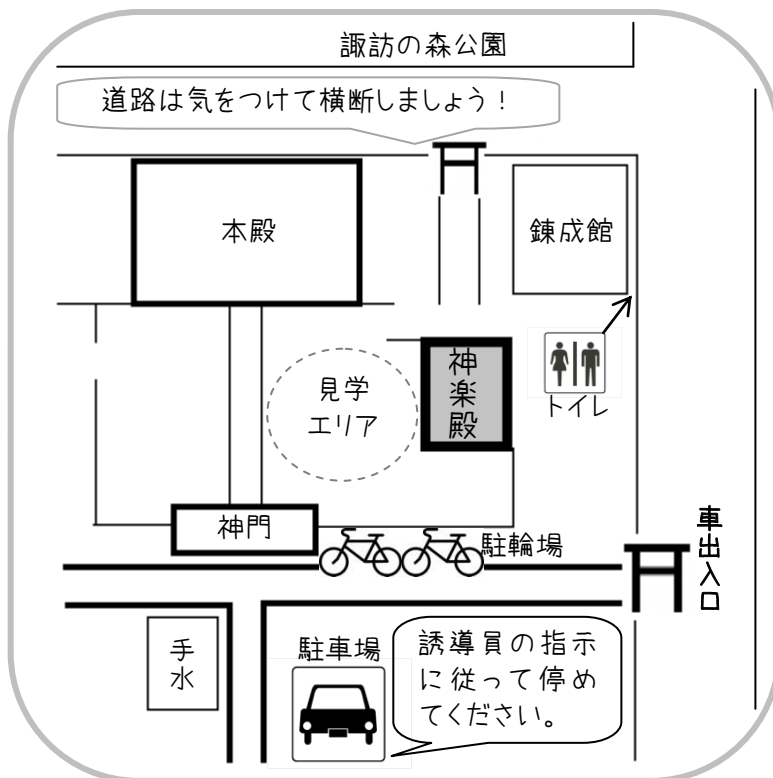 諏訪の森公園
道路は気をつけて横断しましょう！
本殿
錬成館
神楽殿
見学
エリア
トイレ
神門
駐輪場
車出入口
手水
駐車場
誘導員の指示
に従って停め
てください。